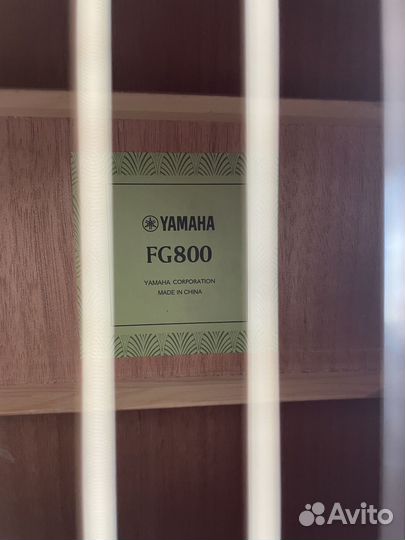 YAMAHA
FG800
YAMAHA CORPORATION
MADE IN CHINA
Avito